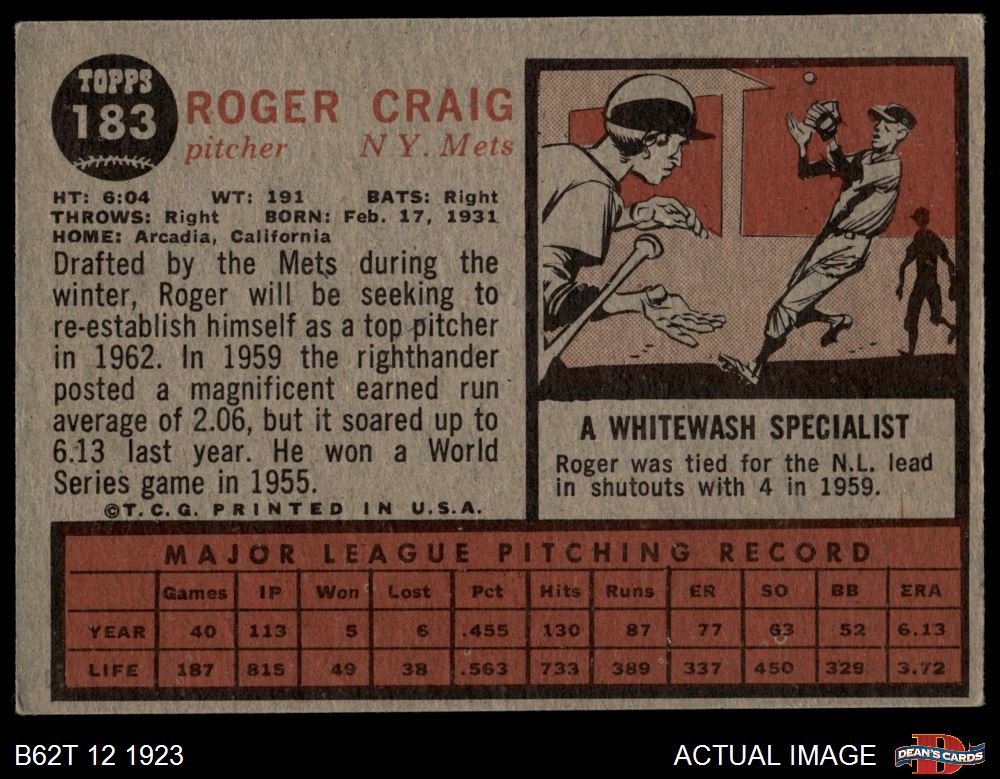 TOPPS
183
ROGER CRAIG
pitcher N Y. Mets
HT: 6:04 WT: 191 BATS: Right
THROWS: Right BORN: Feb. 17, 1931
HOME: Arcadia, California
Drafted by the Mets during the
winter, Roger will be seeking to
re-establish himself as a top pitcher
in 1962. In 1959 the righthander
posted a magnificent earned run
average of 2.06, but it soared up to
6.13 last year. He won a World
Series game in 1955.
©T.C.G. PRINTED IN U.S.A.
A WHITEWASH SPECIALIST
Roger was tied for the N.L. lead
in shutouts with 4 in 1959.
MAJOR LEAGUE PITCHING RECORD
Games IP Won Lost Pct Hits Runs ER SO BB ERA
YEAR 40 113 5 6 .455 130 87 77 63 52 6.13
LIFE 187 815 49 38 .563 733 389 337 450 329 3.72
B62T 12 1923
ACTUAL IMAGE
DEAN'S CARDS